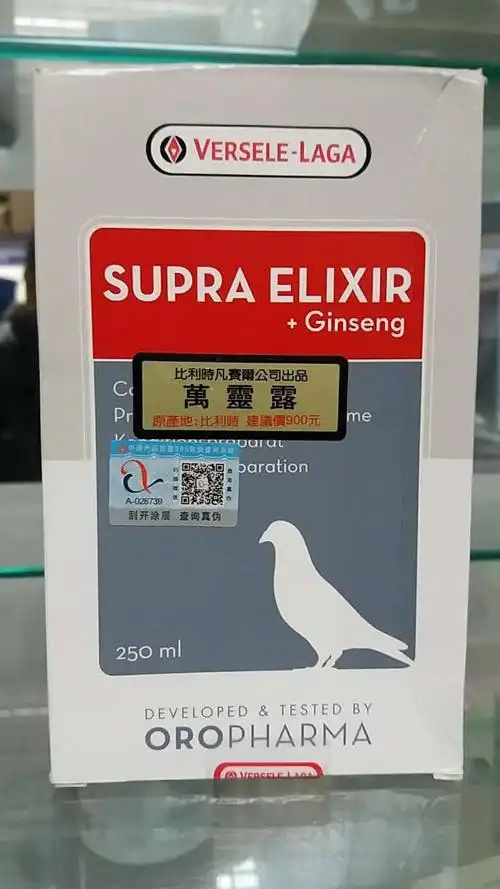 VERSELE-LAGA
SUPRA ELIXIR
+ Ginseng
比利時凡賽爾公司出品
萬靈露
原產地:比利時 建議價900元
A-028739
刮开涂层 查询真伪
250 ml
DEVELOPED & TESTED BY
OROPHARMA
VERSELE-LAGA